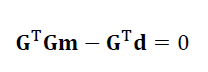 𝐆ᵀ𝐆𝐦 − 𝐆ᵀ𝐝 = 0